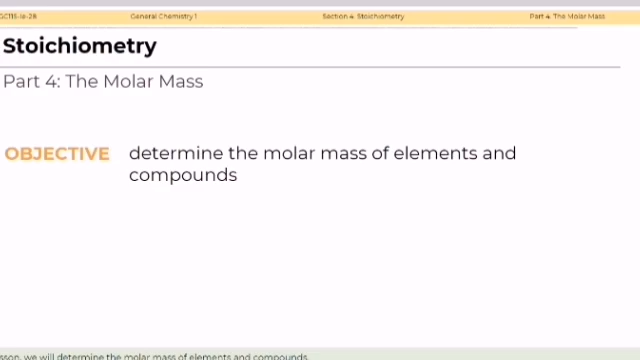 General Chemistry 1
Section 4: Stoichiometry
Part 4: The Molar Mass
Stoichiometry
Part 4: The Molar Mass
OBJECTIVE determine the molar mass of elements and
compounds
we will determine the molar mass of elements and compounds.